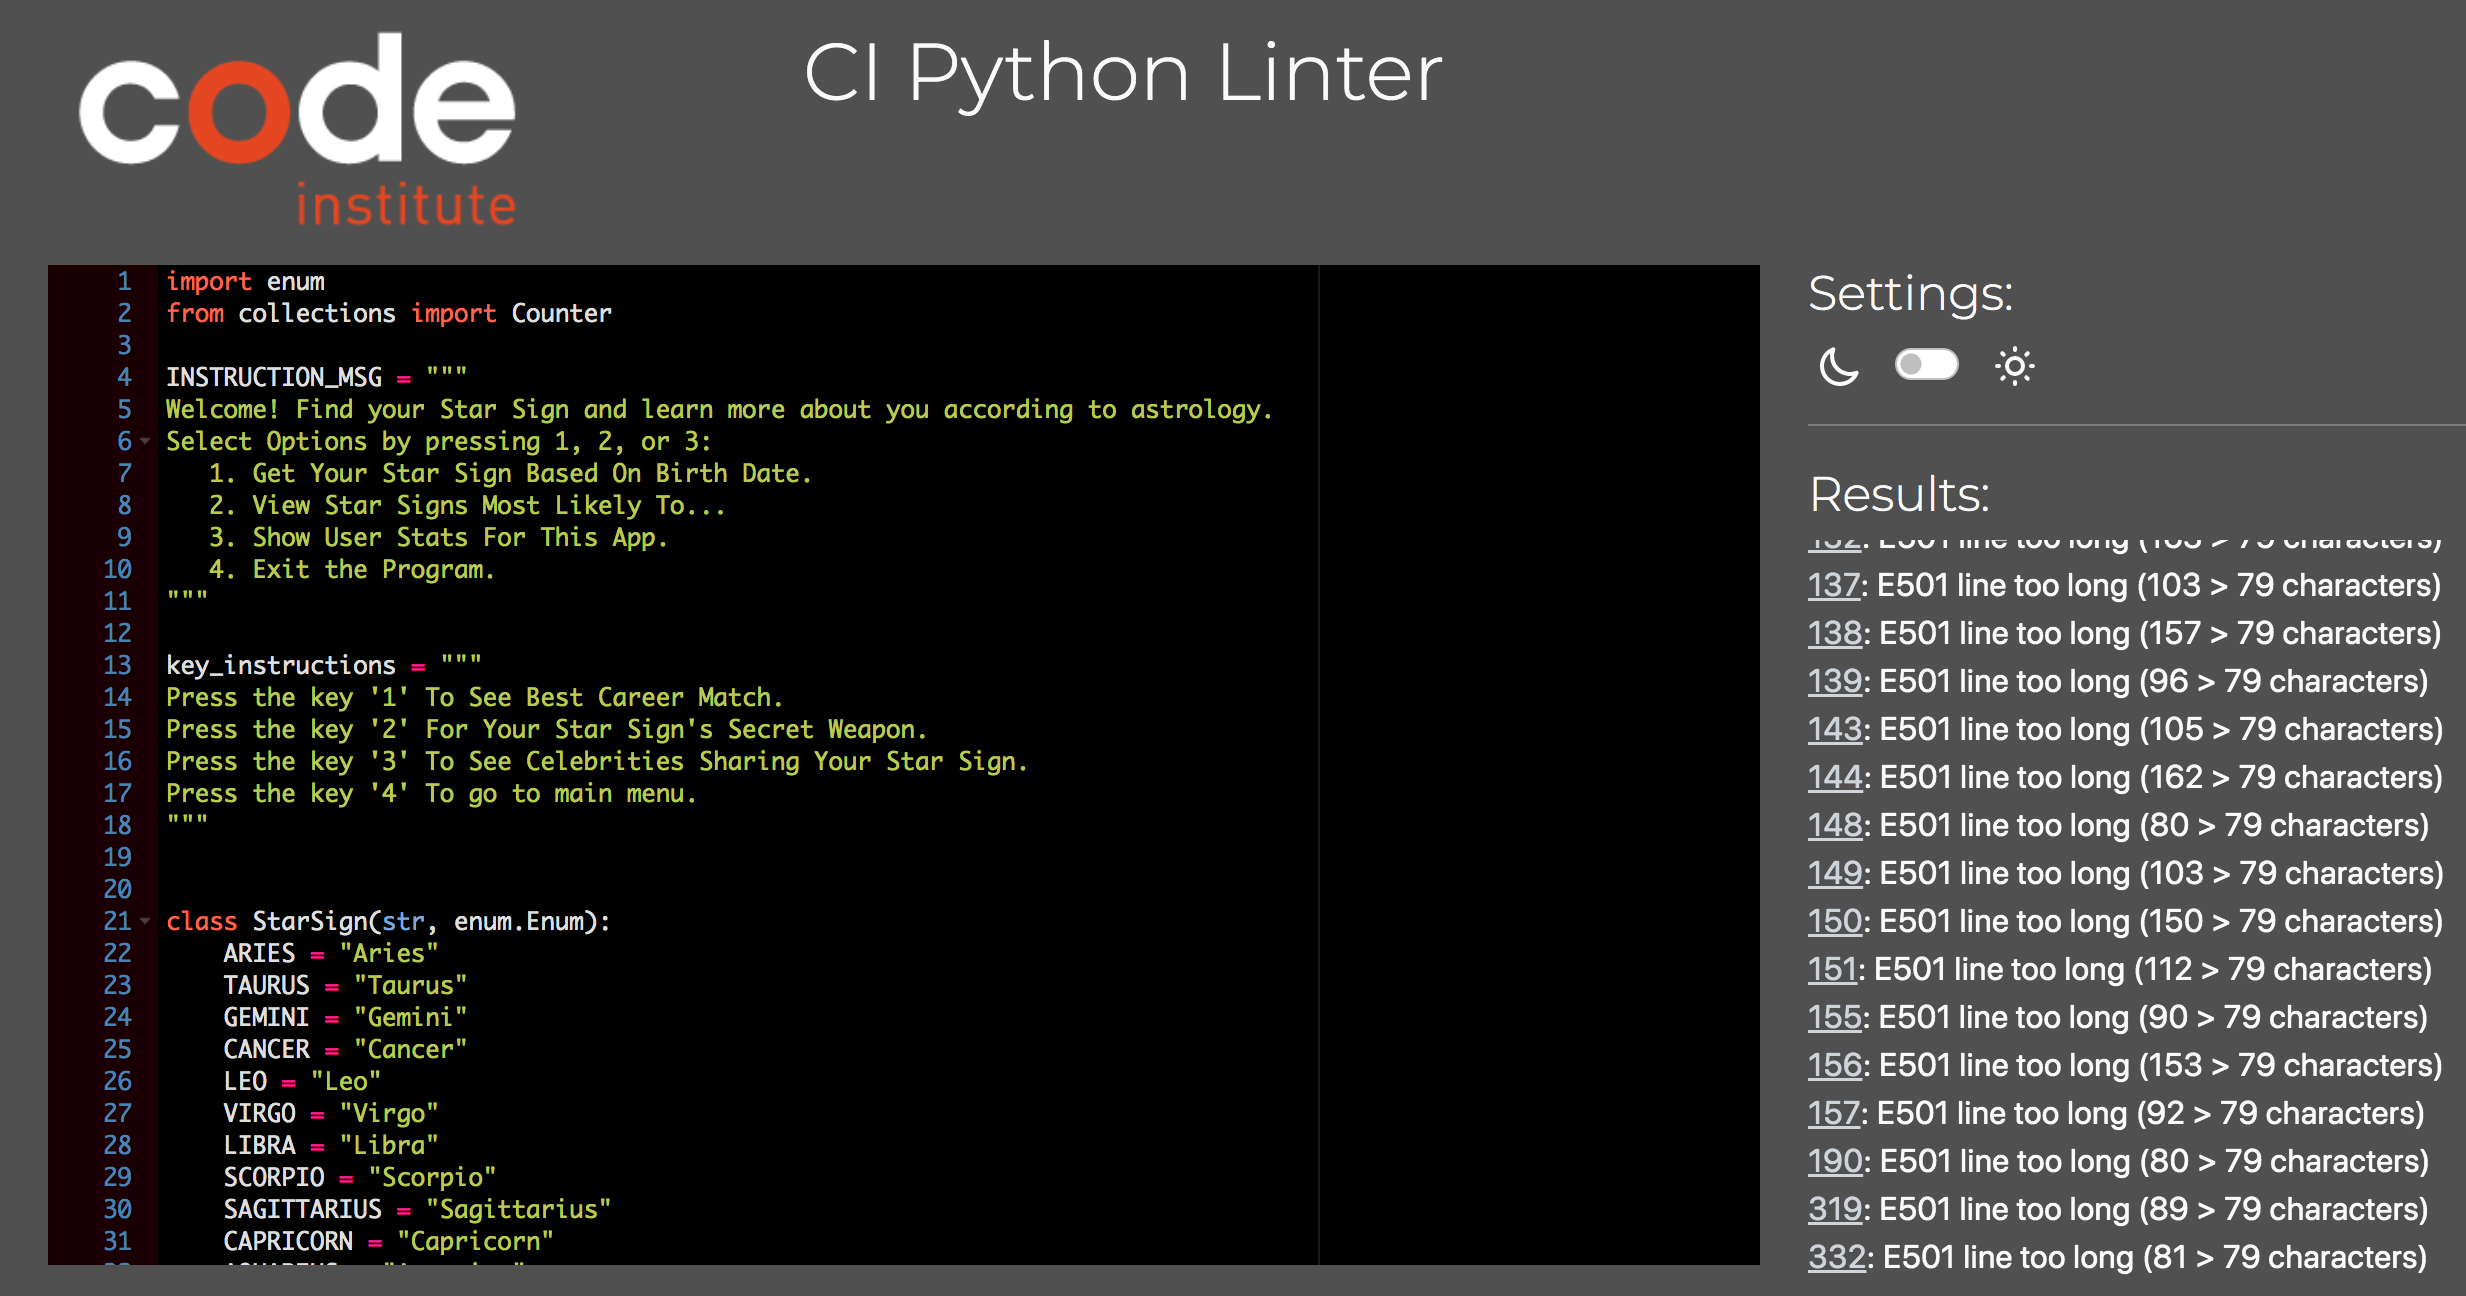 code
institute
CI Python Linter
1 import enum
2 from collections import Counter
3
4 INSTRUCTION_MSG = """
5 Welcome! Find your Star Sign and learn more about you according to astrology.
6 Select Options by pressing 1, 2, or 3:
7    1. Get Your Star Sign Based On Birth Date.
8    2. View Star Signs Most Likely To...
9    3. Show User Stats For This App.
10    4. Exit the Program.
11 """
12
13 key_instructions = """
14 Press the key '1' To See Best Career Match.
15 Press the key '2' For Your Star Sign's Secret Weapon.
16 Press the key '3' To See Celebrities Sharing Your Star Sign.
17 Press the key '4' To go to main menu.
18 """
19
20
21 class StarSign(str, enum.Enum):
22     ARIES = "Aries"
23     TAURUS = "Taurus"
24     GEMINI = "Gemini"
25     CANCER = "Cancer"
26     LEO = "Leo"
27     VIRGO = "Virgo"
28     LIBRA = "Libra"
29     SCORPIO = "Scorpio"
30     SAGITTARIUS = "Sagittarius"
31     CAPRICORN = "Capricorn"
Settings:
Results:
E501 line too long
137: E501 line too long (103 > 79 characters)
138: E501 line too long (157 > 79 characters)
139: E501 line too long (96 > 79 characters)
143: E501 line too long (105 > 79 characters)
144: E501 line too long (162 > 79 characters)
148: E501 line too long (80 > 79 characters)
149: E501 line too long (103 > 79 characters)
150: E501 line too long (150 > 79 characters)
151: E501 line too long (112 > 79 characters)
155: E501 line too long (90 > 79 characters)
156: E501 line too long (153 > 79 characters)
157: E501 line too long (92 > 79 characters)
190: E501 line too long (80 > 79 characters)
319: E501 line too long (89 > 79 characters)
332: E501 line too long (81 > 79 characters)